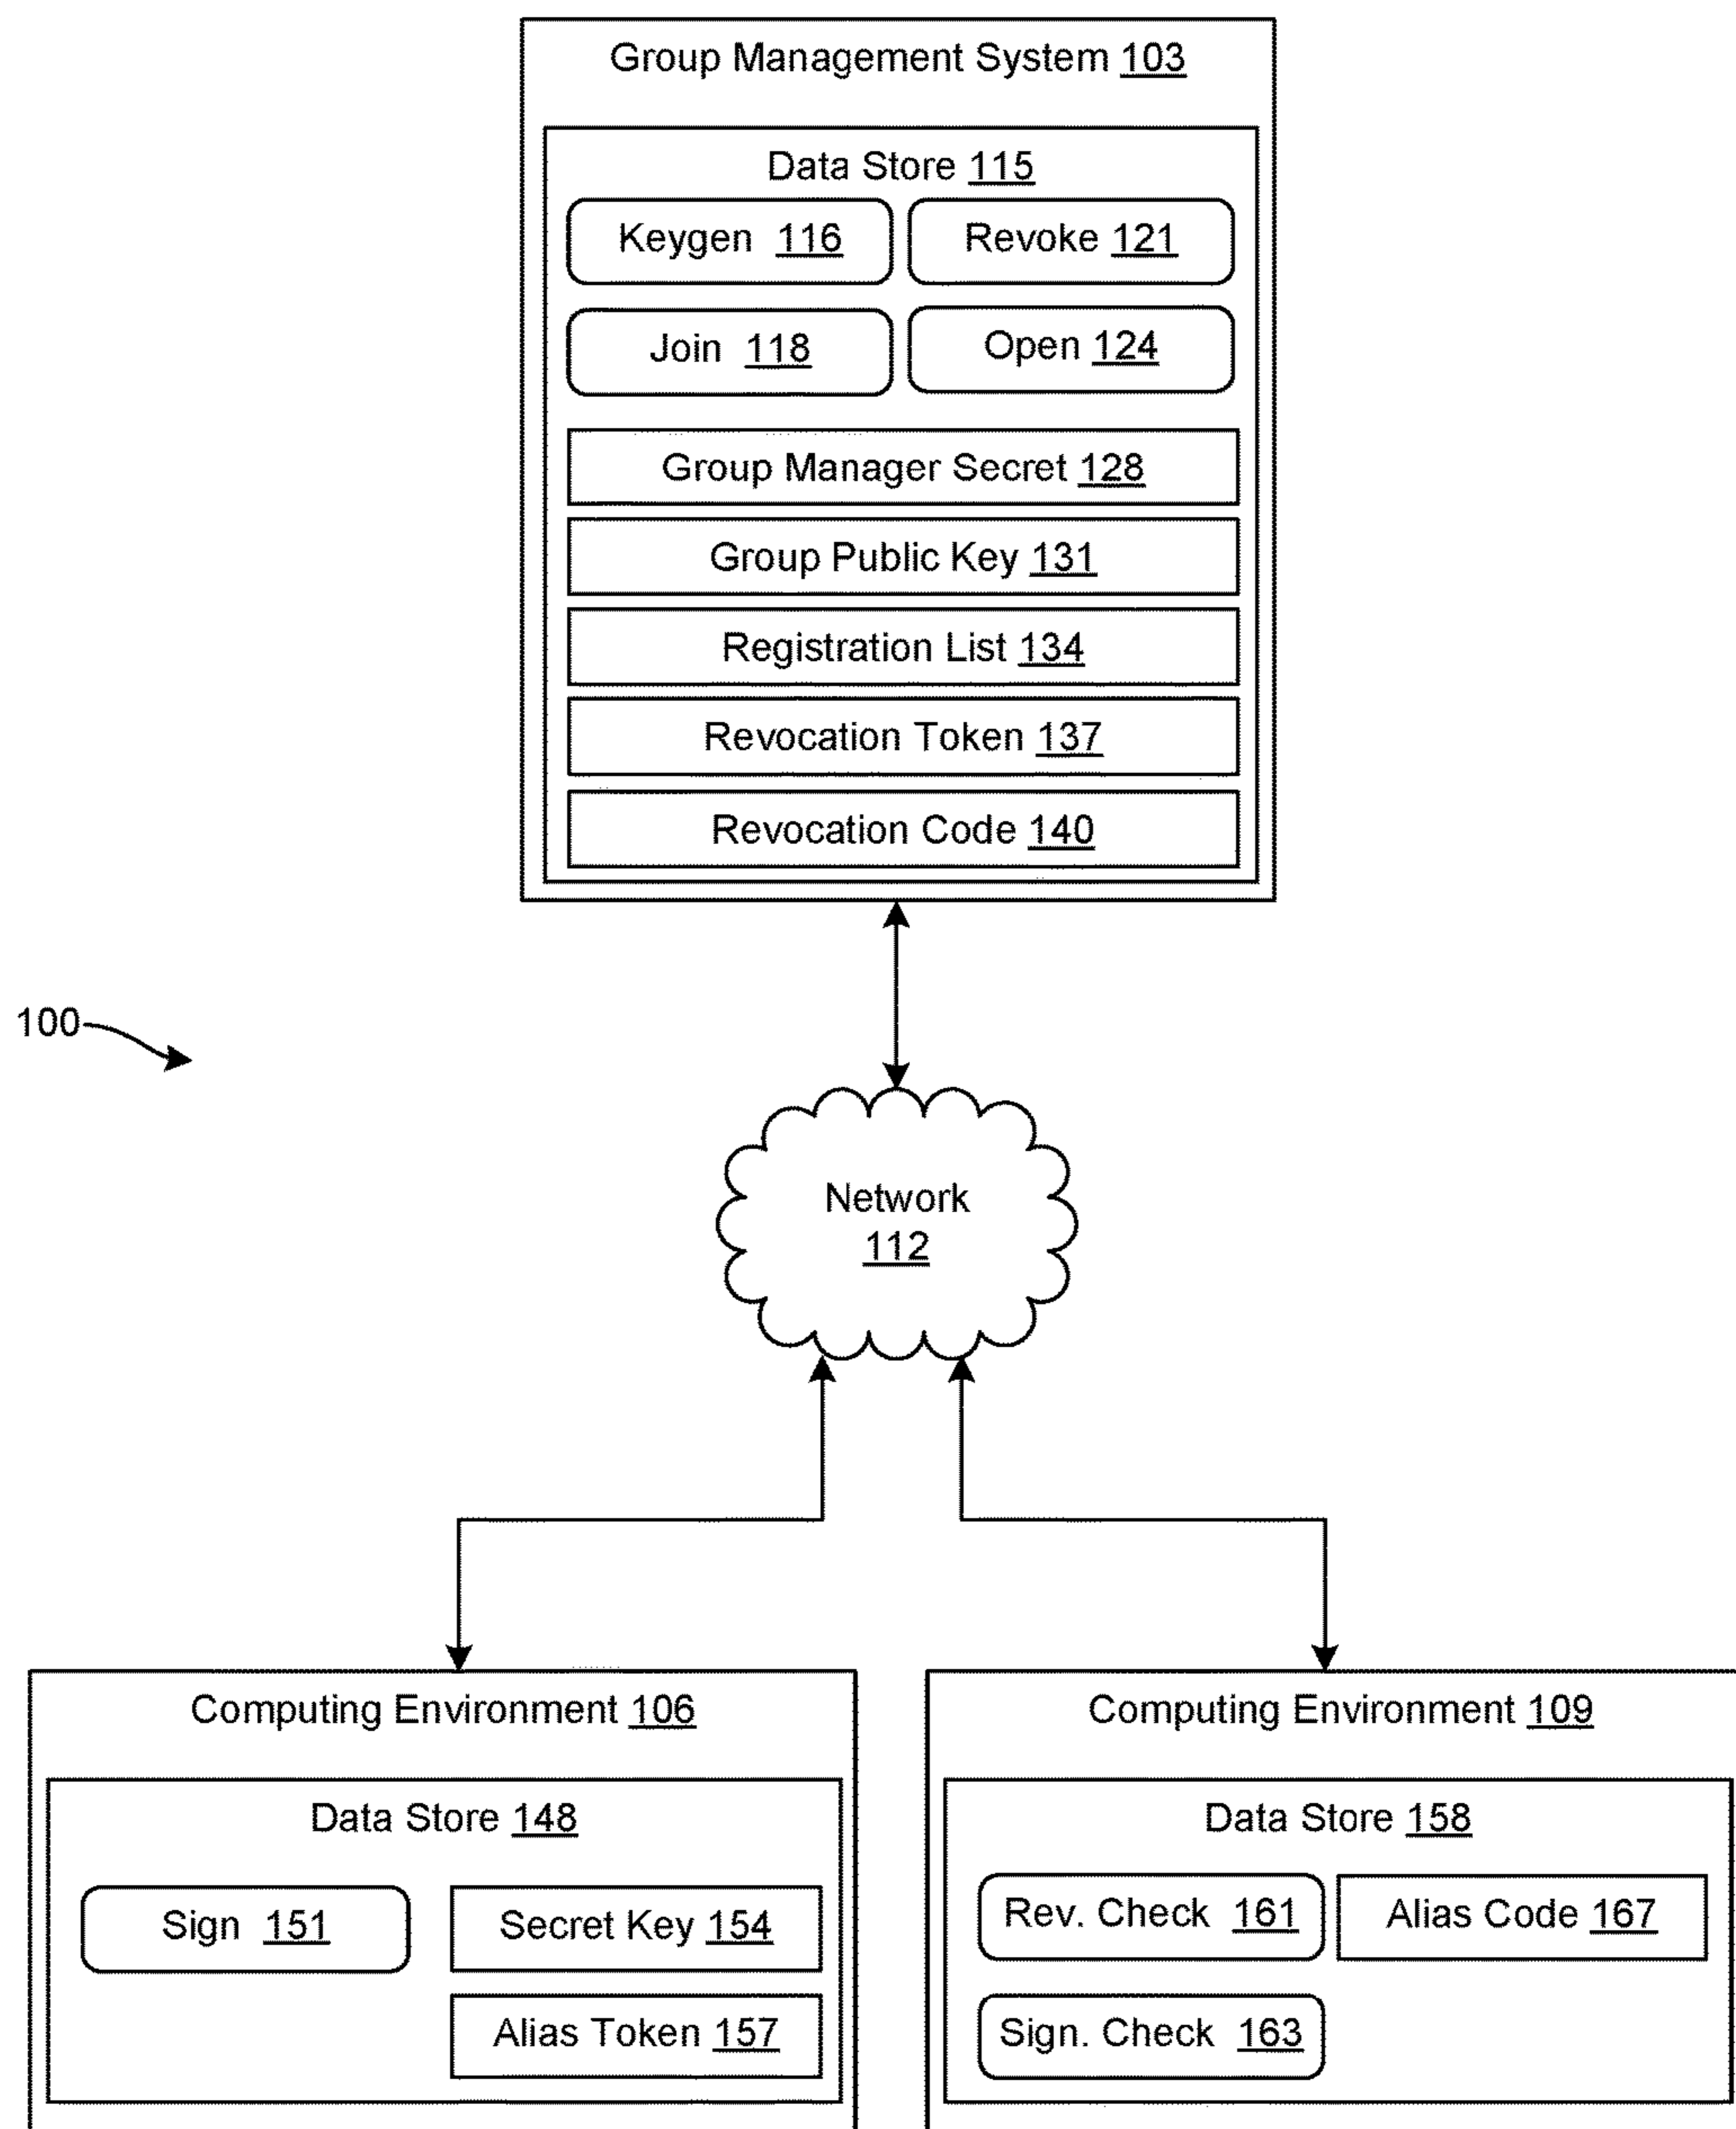 Group Management System 103
Data Store 115
Keygen 116
Revoke 121
Join 118
Open 124
Group Manager Secret 128
Group Public Key 131
Registration List 134
Revocation Token 137
Revocation Code 140
100
Network
112
Computing Environment 106
Data Store 148
Sign 151
Secret Key 154
Alias Token 157
Computing Environment 109
Data Store 158
Rev. Check 161
Alias Code 167
Sign. Check 163